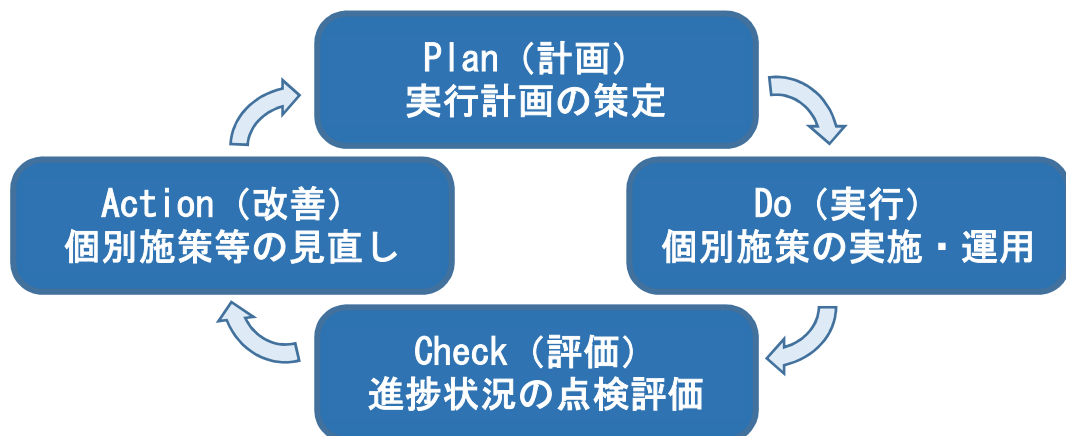 Plan（計画）
実行計画の策定
Action（改善）
個別施策等の見直し
Do（実行）
個別施策の実施・運用
Check（評価）
進捗状況の点検評価